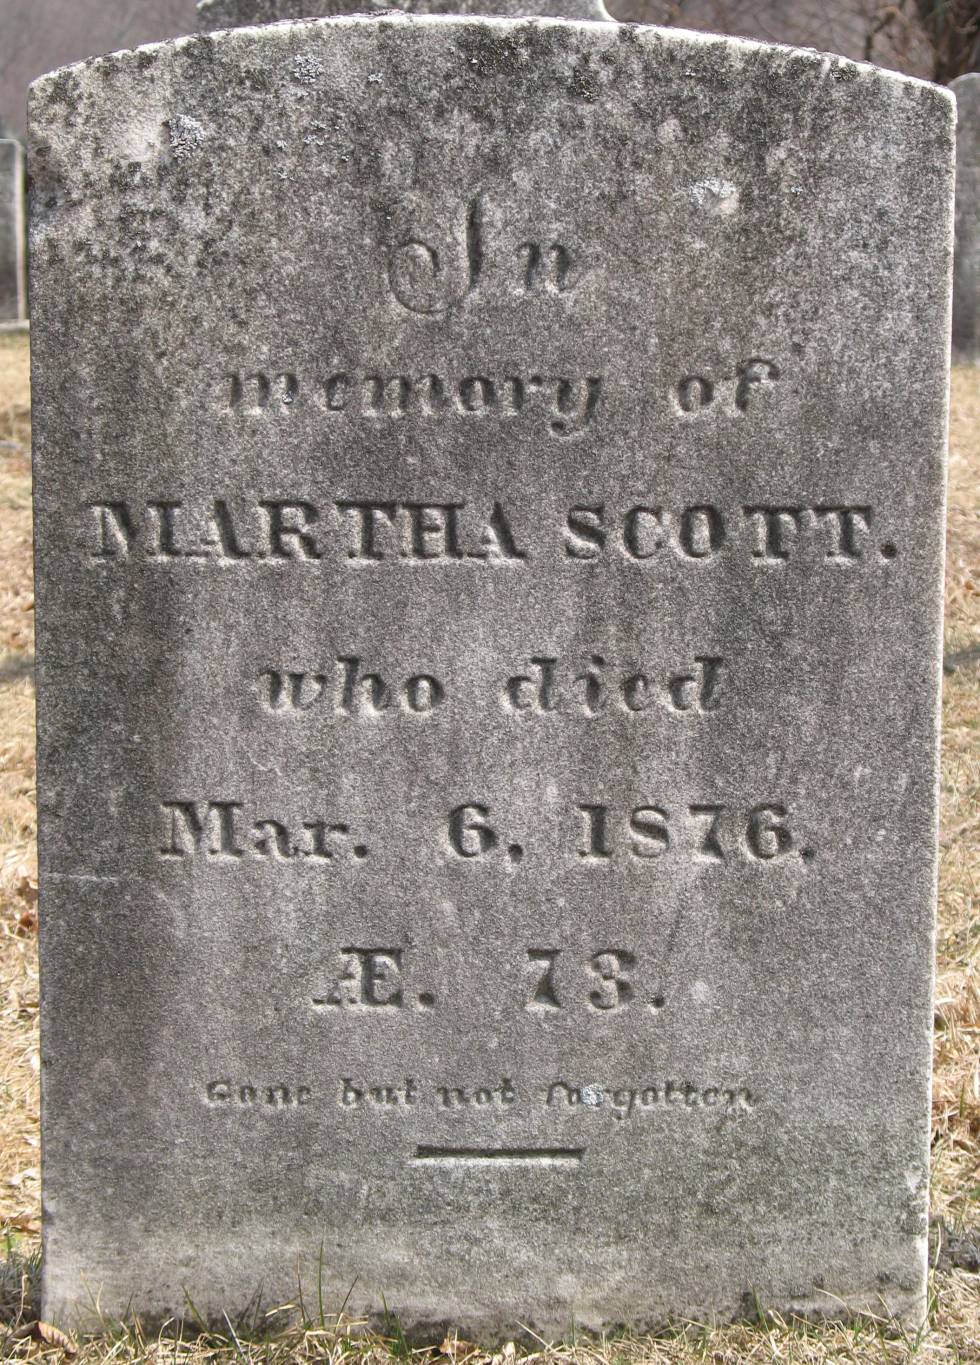 In
memory of
MARTHA SCOTT.
who died
Mar. 6, 1876.
Æ. 73.
Gone but not forgotten